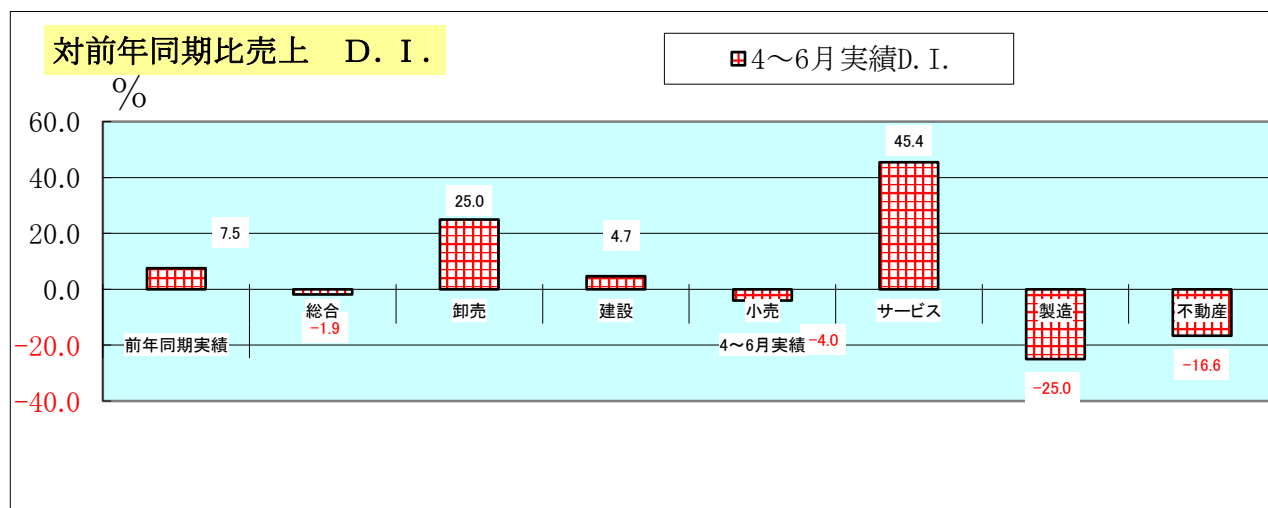 対前年同期比売上　D.I.
4～6月実績D.I.
%
60.0
40.0
20.0
0.0
-20.0
-40.0
7.5
-1.9
25.0
4.7
-4.0
45.4
-25.0
-16.6
総合
卸売
建設
小売
サービス
製造
不動産
前年同期実績
4～6月実績